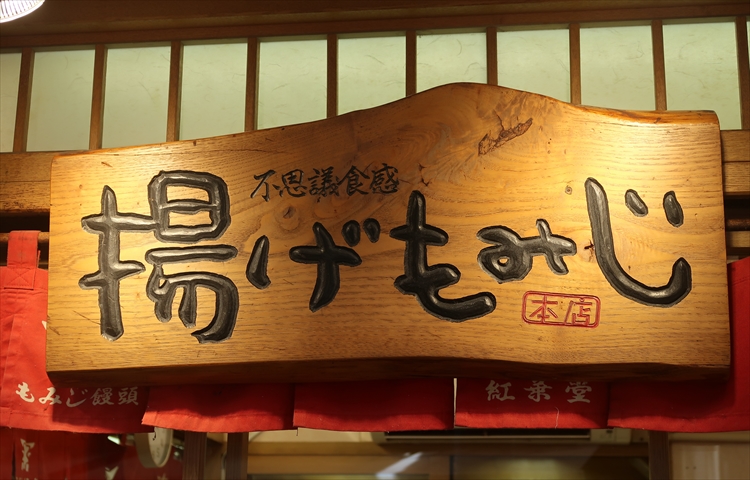 不思議食感
揚げもみじ
本店
もみじ饅頭
紅葉堂